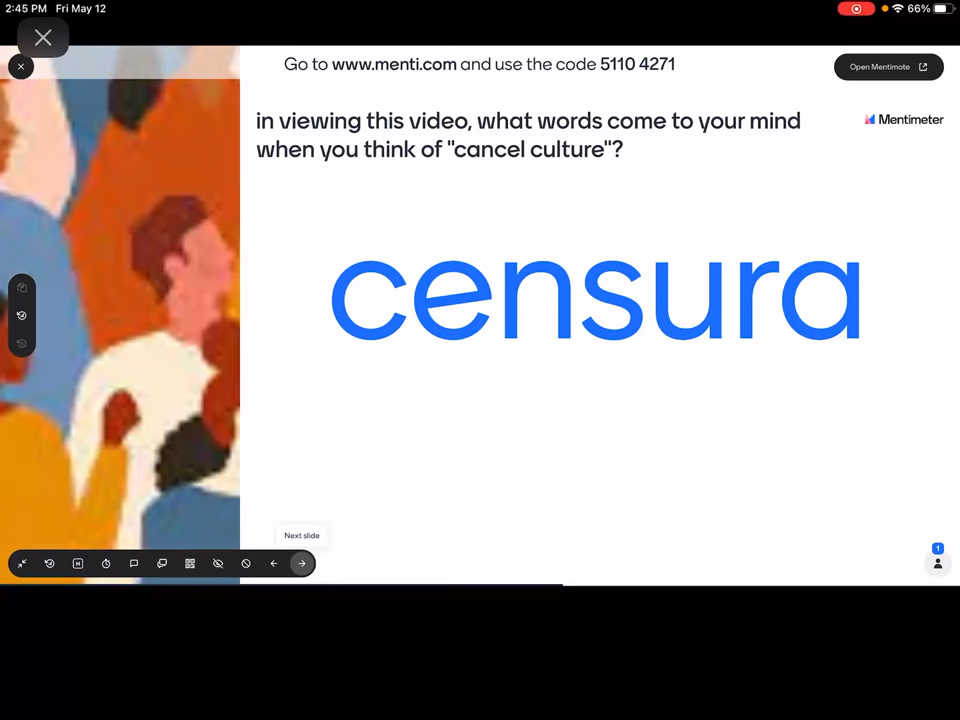 2:45 PM Fri May 12
66%
Go to www.menti.com and use the code 5110 4271
Open Mentimote
in viewing this video, what words come to your mind
when you think of "cancel culture"?
Mentimeter
censura
Next slide
1